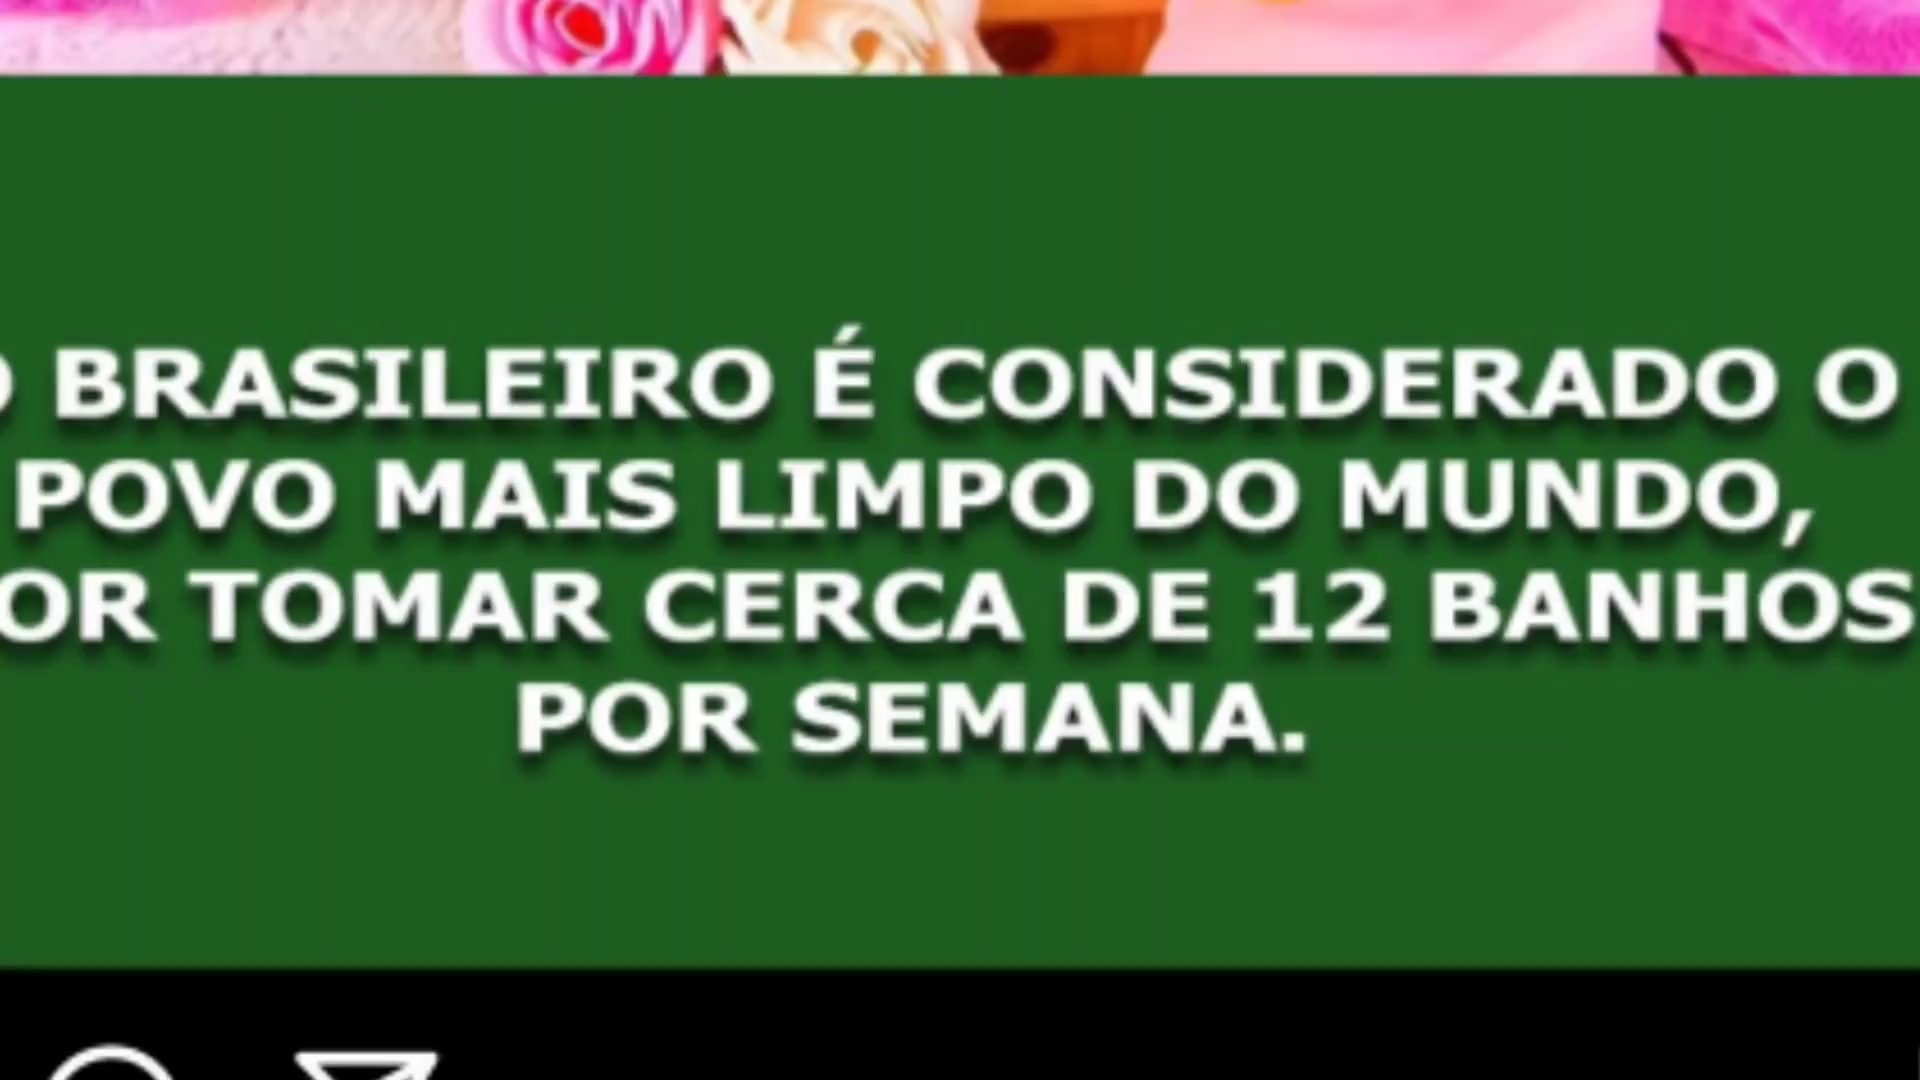 O BRASILEIRO É CONSIDERADO O
POVO MAIS LIMPO DO MUNDO,
OR TOMAR CERCA DE 12 BANHOS
POR SEMANA.